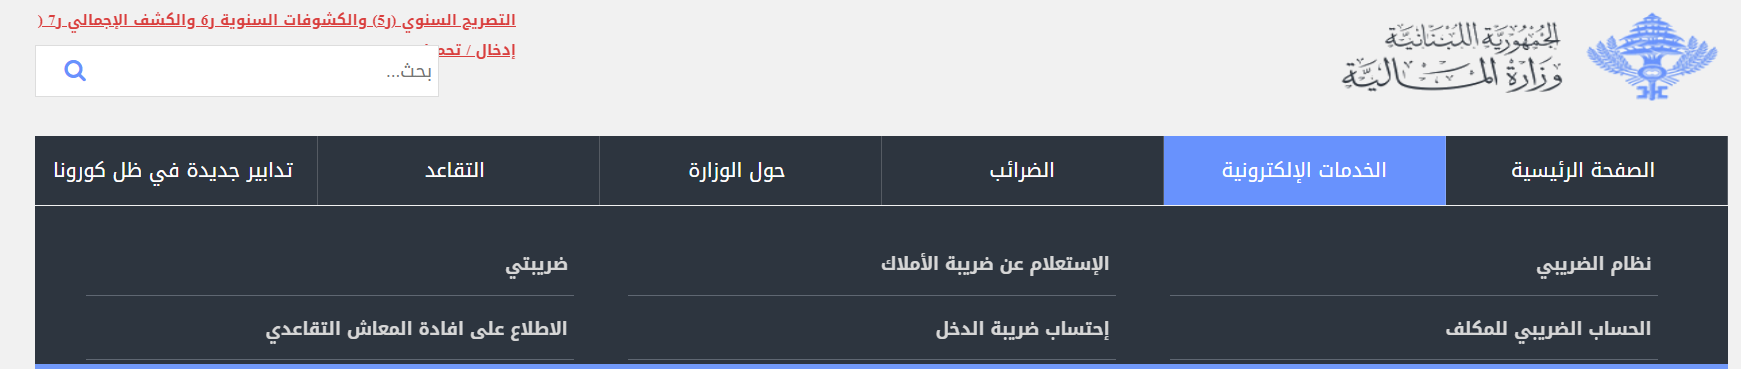 الجمهورية اللبنانية
وزارة المالية
التصريح السنوي (ر5) والكشوفات السنوية ر6 والكشف الإجمالي ر7 (
إدخال /
بحث...
الصفحة الرئيسية
الخدمات الإلكترونية
الضرائب
حول الوزارة
التقاعد
تدابير جديدة في ظل كورونا
نظام الضريبي
الإستعلام عن ضريبة الأملاك
ضريبتي
الحساب الضريبي للمكلف
إحتساب ضريبة الدخل
الاطلاع على افادة المعاش التقاعدي